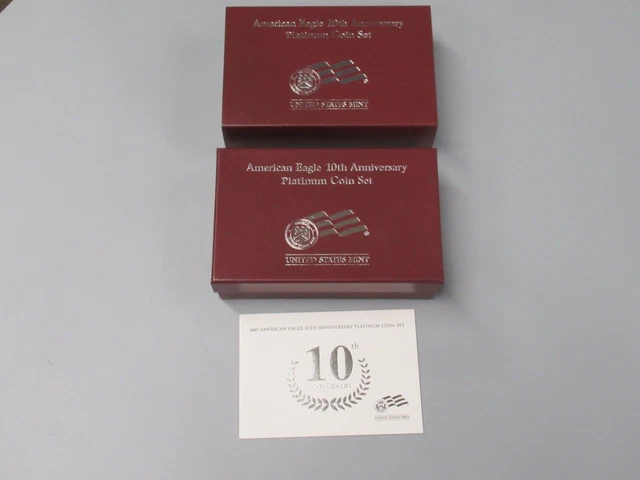 American Eagle 10th Anniversary
Platinum Coin Set
UNITED STATES MINT
American Eagle 10th Anniversary
Platinum Coin Set
UNITED STATES MINT
2007 AMERICAN EAGLE 10TH ANNIVERSARY PLATINUM COIN SET
10th
ANNIVERSARY
UNITED STATES MINT